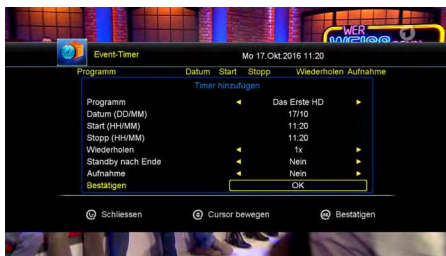 WER
WEISS
Event-Timer Mo 17.Okt.2016 11:20
Programm Datum Start Stopp Wiederholen Aufnahme
Timer hinzufügen
Programm Das Erste HD
Datum (DD/MM) 17/10
Start (HH/MM) 11:20
Stopp (HH/MM) 11:20
Wiederholen 1x
Standby nach Ende Nein
Aufnahme Nein
Bestätigen OK
Schliessen Cursor bewegen OK Bestätigen